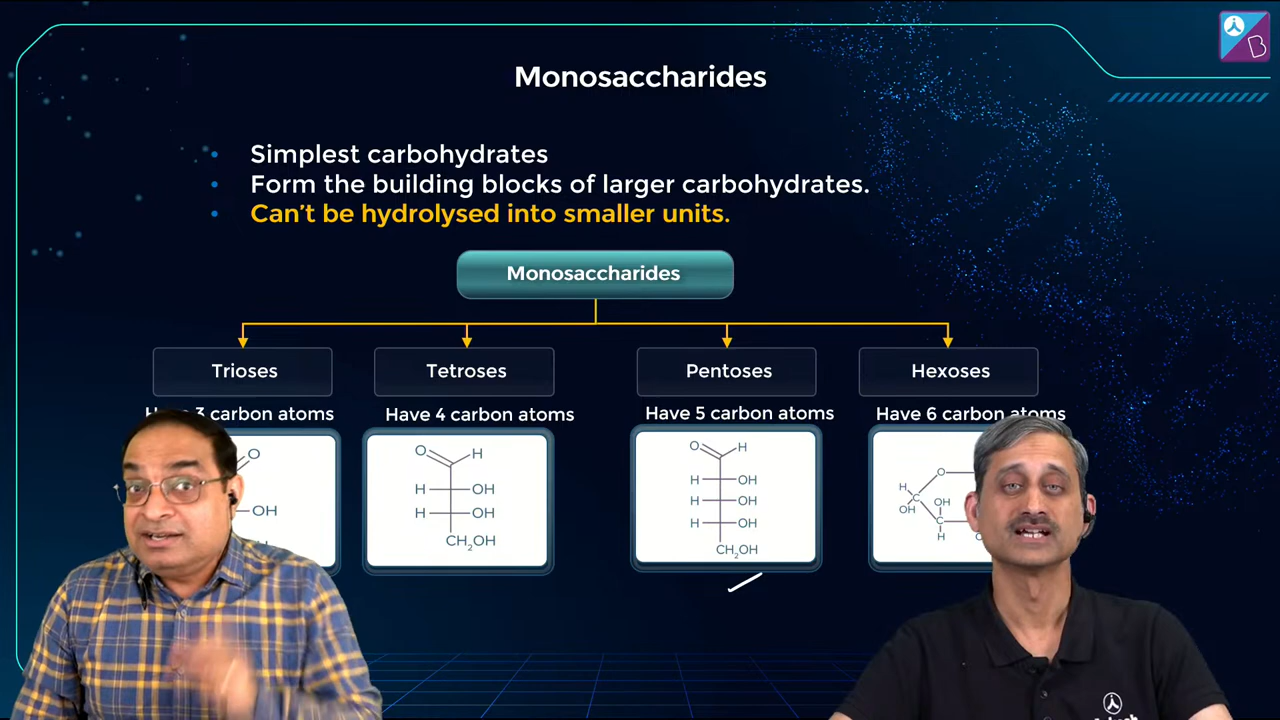 Monosaccharides
• Simplest carbohydrates
• Form the building blocks of larger carbohydrates.
• Can't be hydrolysed into smaller units.
Monosaccharides
Trioses
Tetroses
Pentoses
Hexoses
3 carbon atoms
Have 4 carbon atoms
Have 5 carbon atoms
Have 6 carbon atoms
O
OH
O H
H OH
H OH
CH2OH
O H
H OH
H OH
H OH
CH2OH
O
H
C
OH
OH
C
H
B